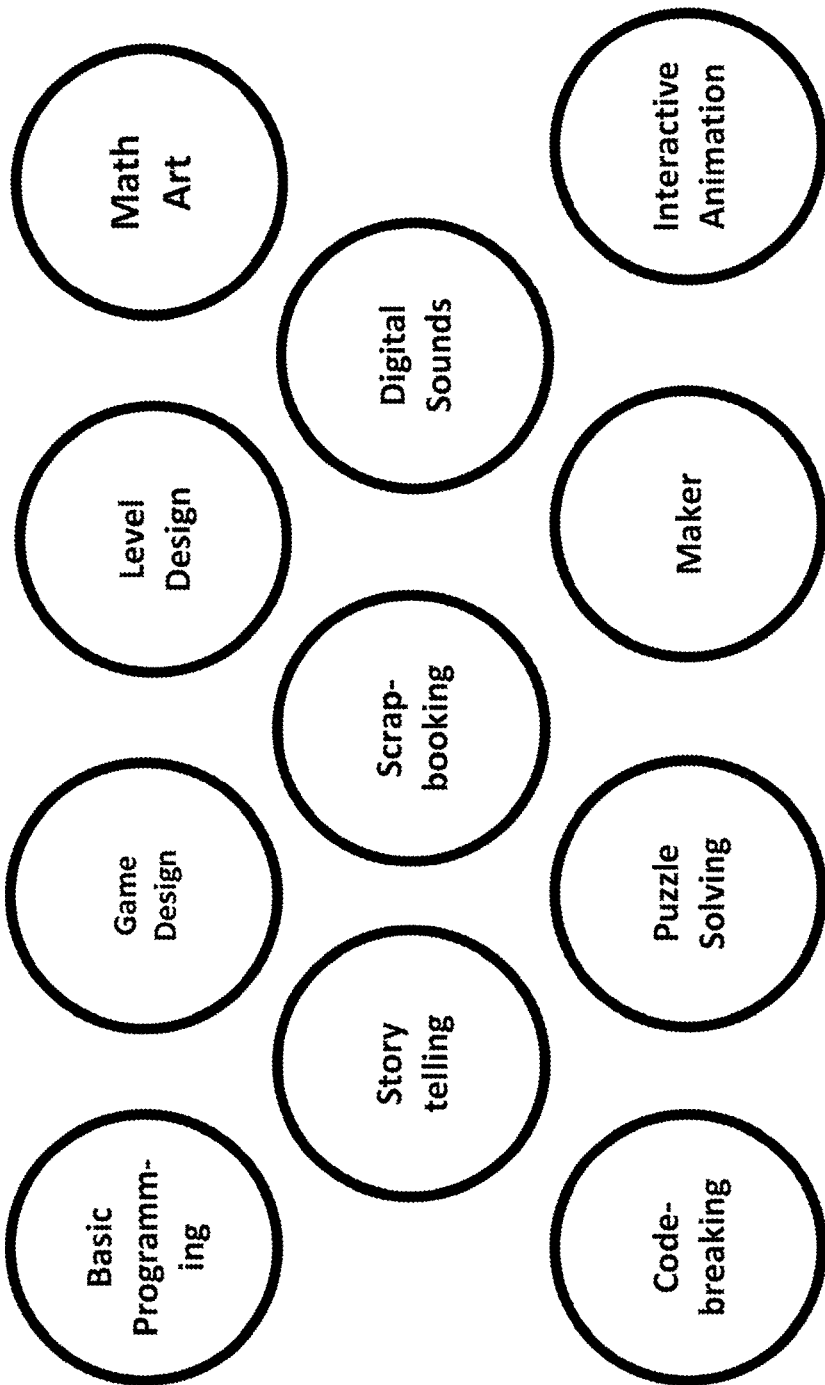 Basic
Programm-
ing
Game
Design
Level
Design
Math
Art
Story
telling
Scrap-
booking
Digital
Sounds
Code-
breaking
Puzzle
Solving
Maker
Interactive
Animation